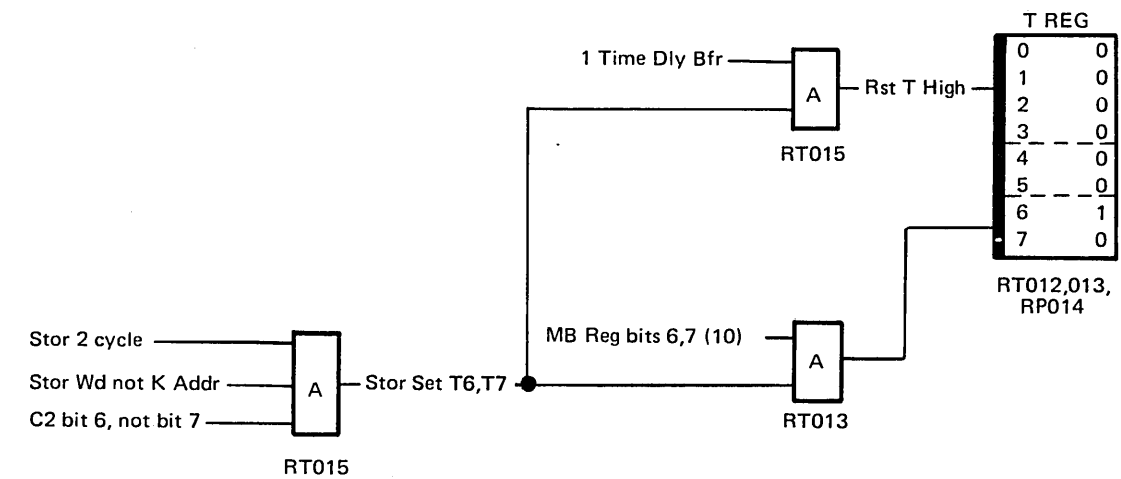 T REG
0 0
1 0
2 0
3 0
4 0
5 0
6 1
7 0
RT012,013,
RP014
1 Time Dly Bfr
A
Rst T High
RT015
MB Reg bits 6,7 (10)
A
RT013
Stor 2 cycle
Stor Wd not K Addr
C2 bit 6, not bit 7
A
Stor Set T6,T7
RT015